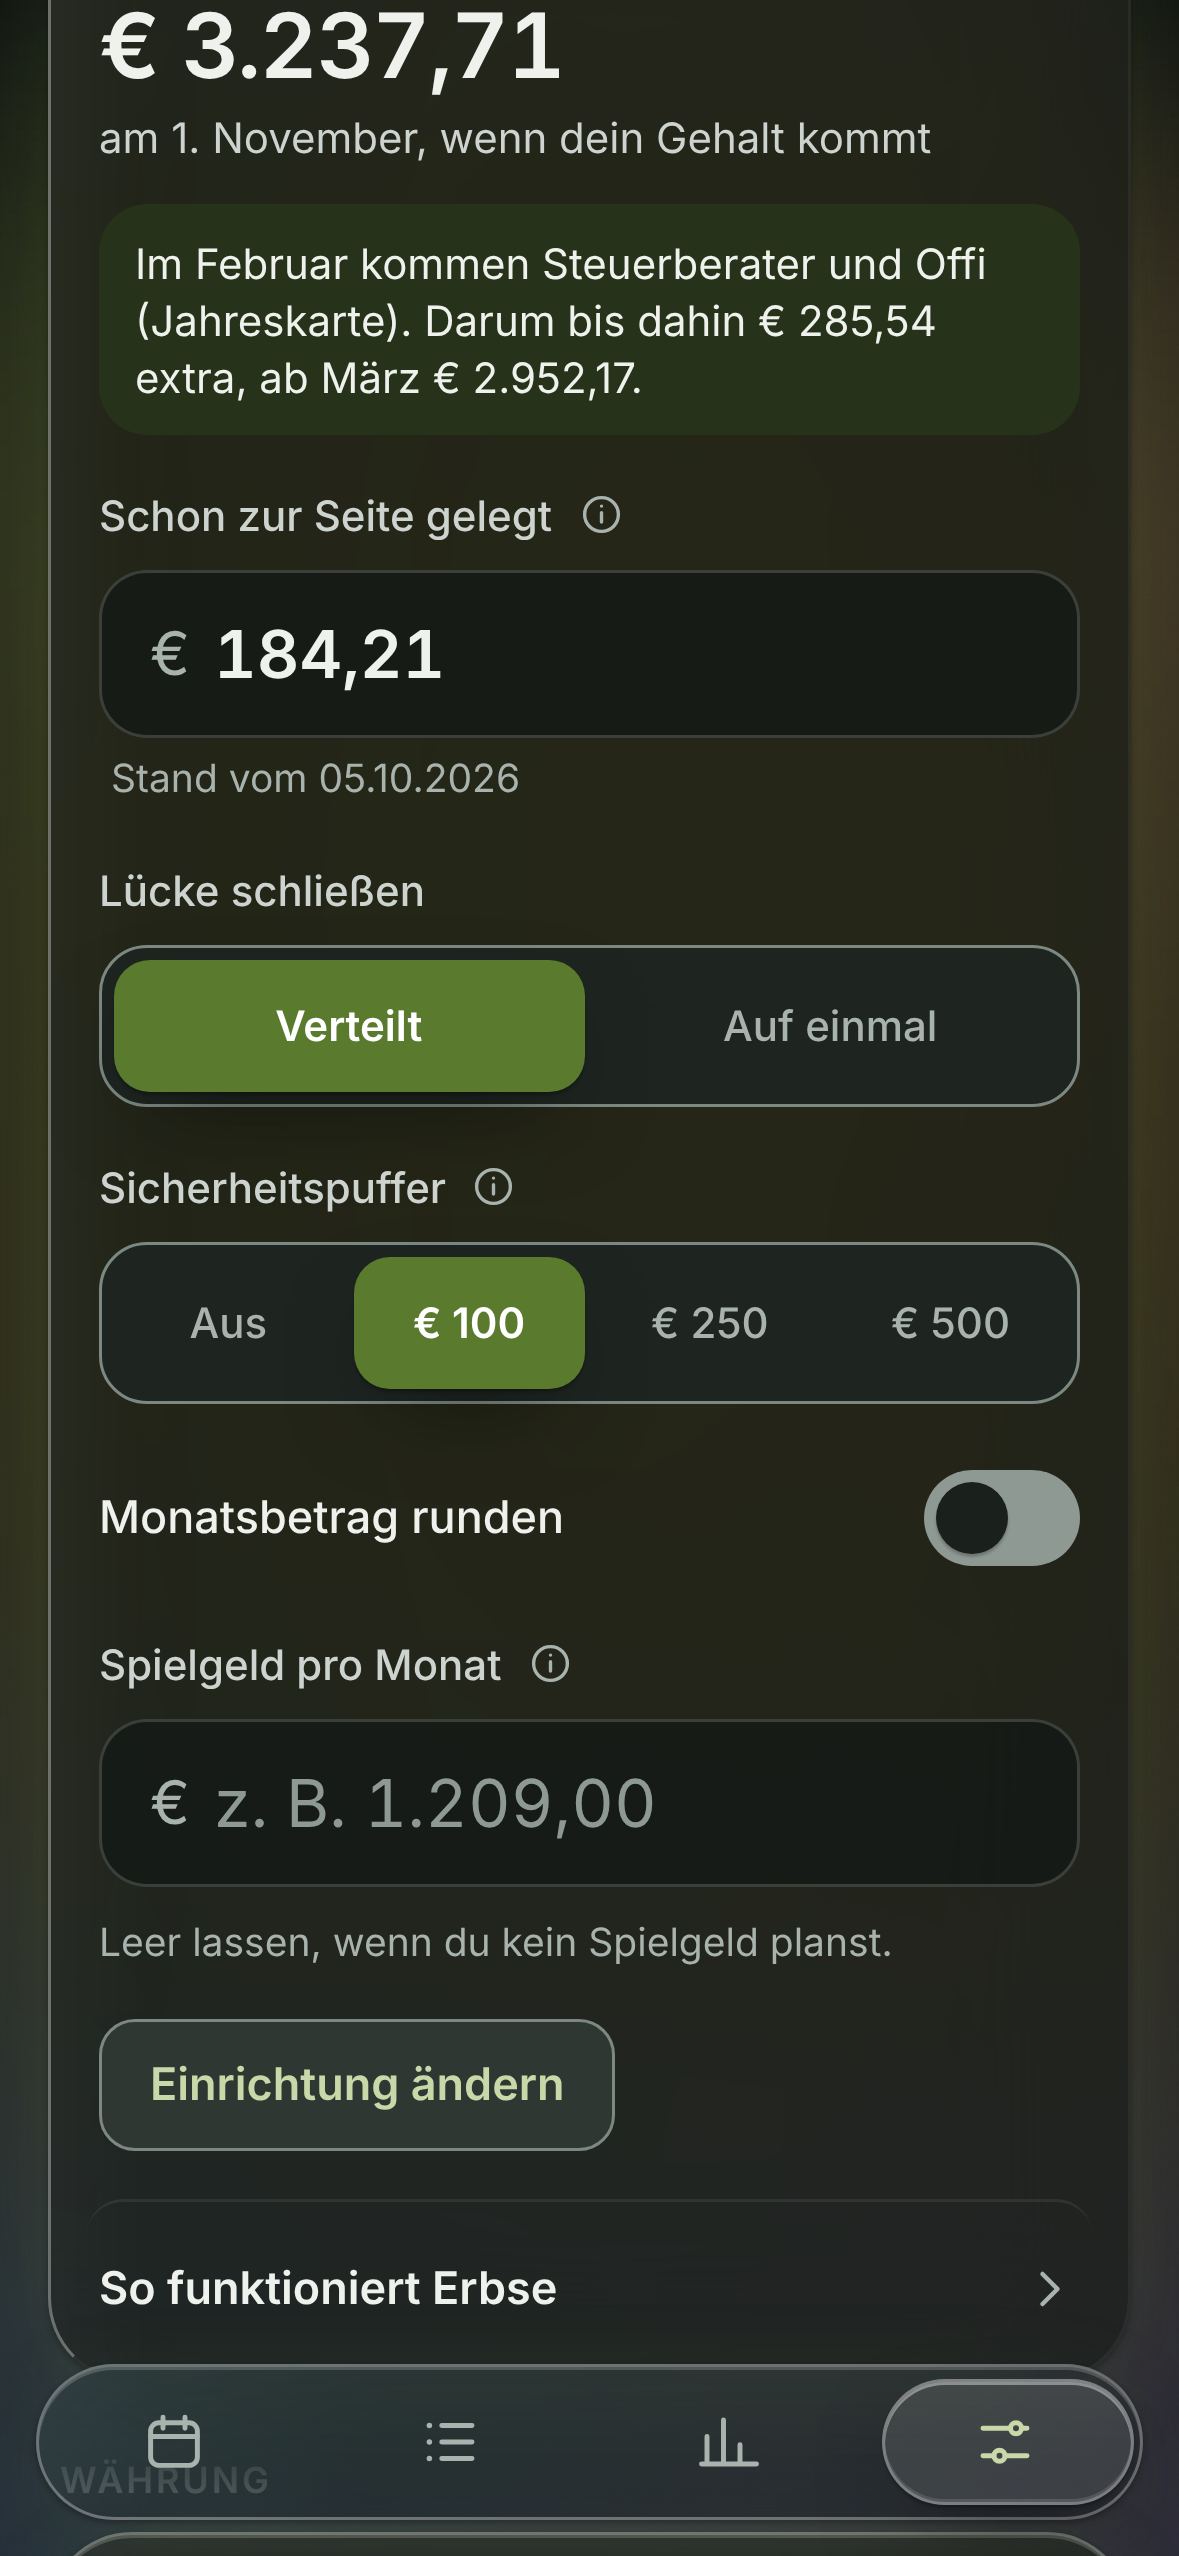 € 3.237,71
am 1. November, wenn dein Gehalt kommt
Im Februar kommen Steuerberater und Offi
(Jahreskarte). Darum bis dahin € 285,54
extra, ab März € 2.952,17.
Schon zur Seite gelegt
€ 184,21
Stand vom 05.10.2026
Lücke schließen
Verteilt Auf einmal
Sicherheitspuffer
Aus € 100 € 250 € 500
Monatsbetrag runden
Spielgeld pro Monat
€ z. B. 1.209,00
Leer lassen, wenn du kein Spielgeld planst.
Einrichtung ändern
So funktioniert Erbse
WÄHRUNG